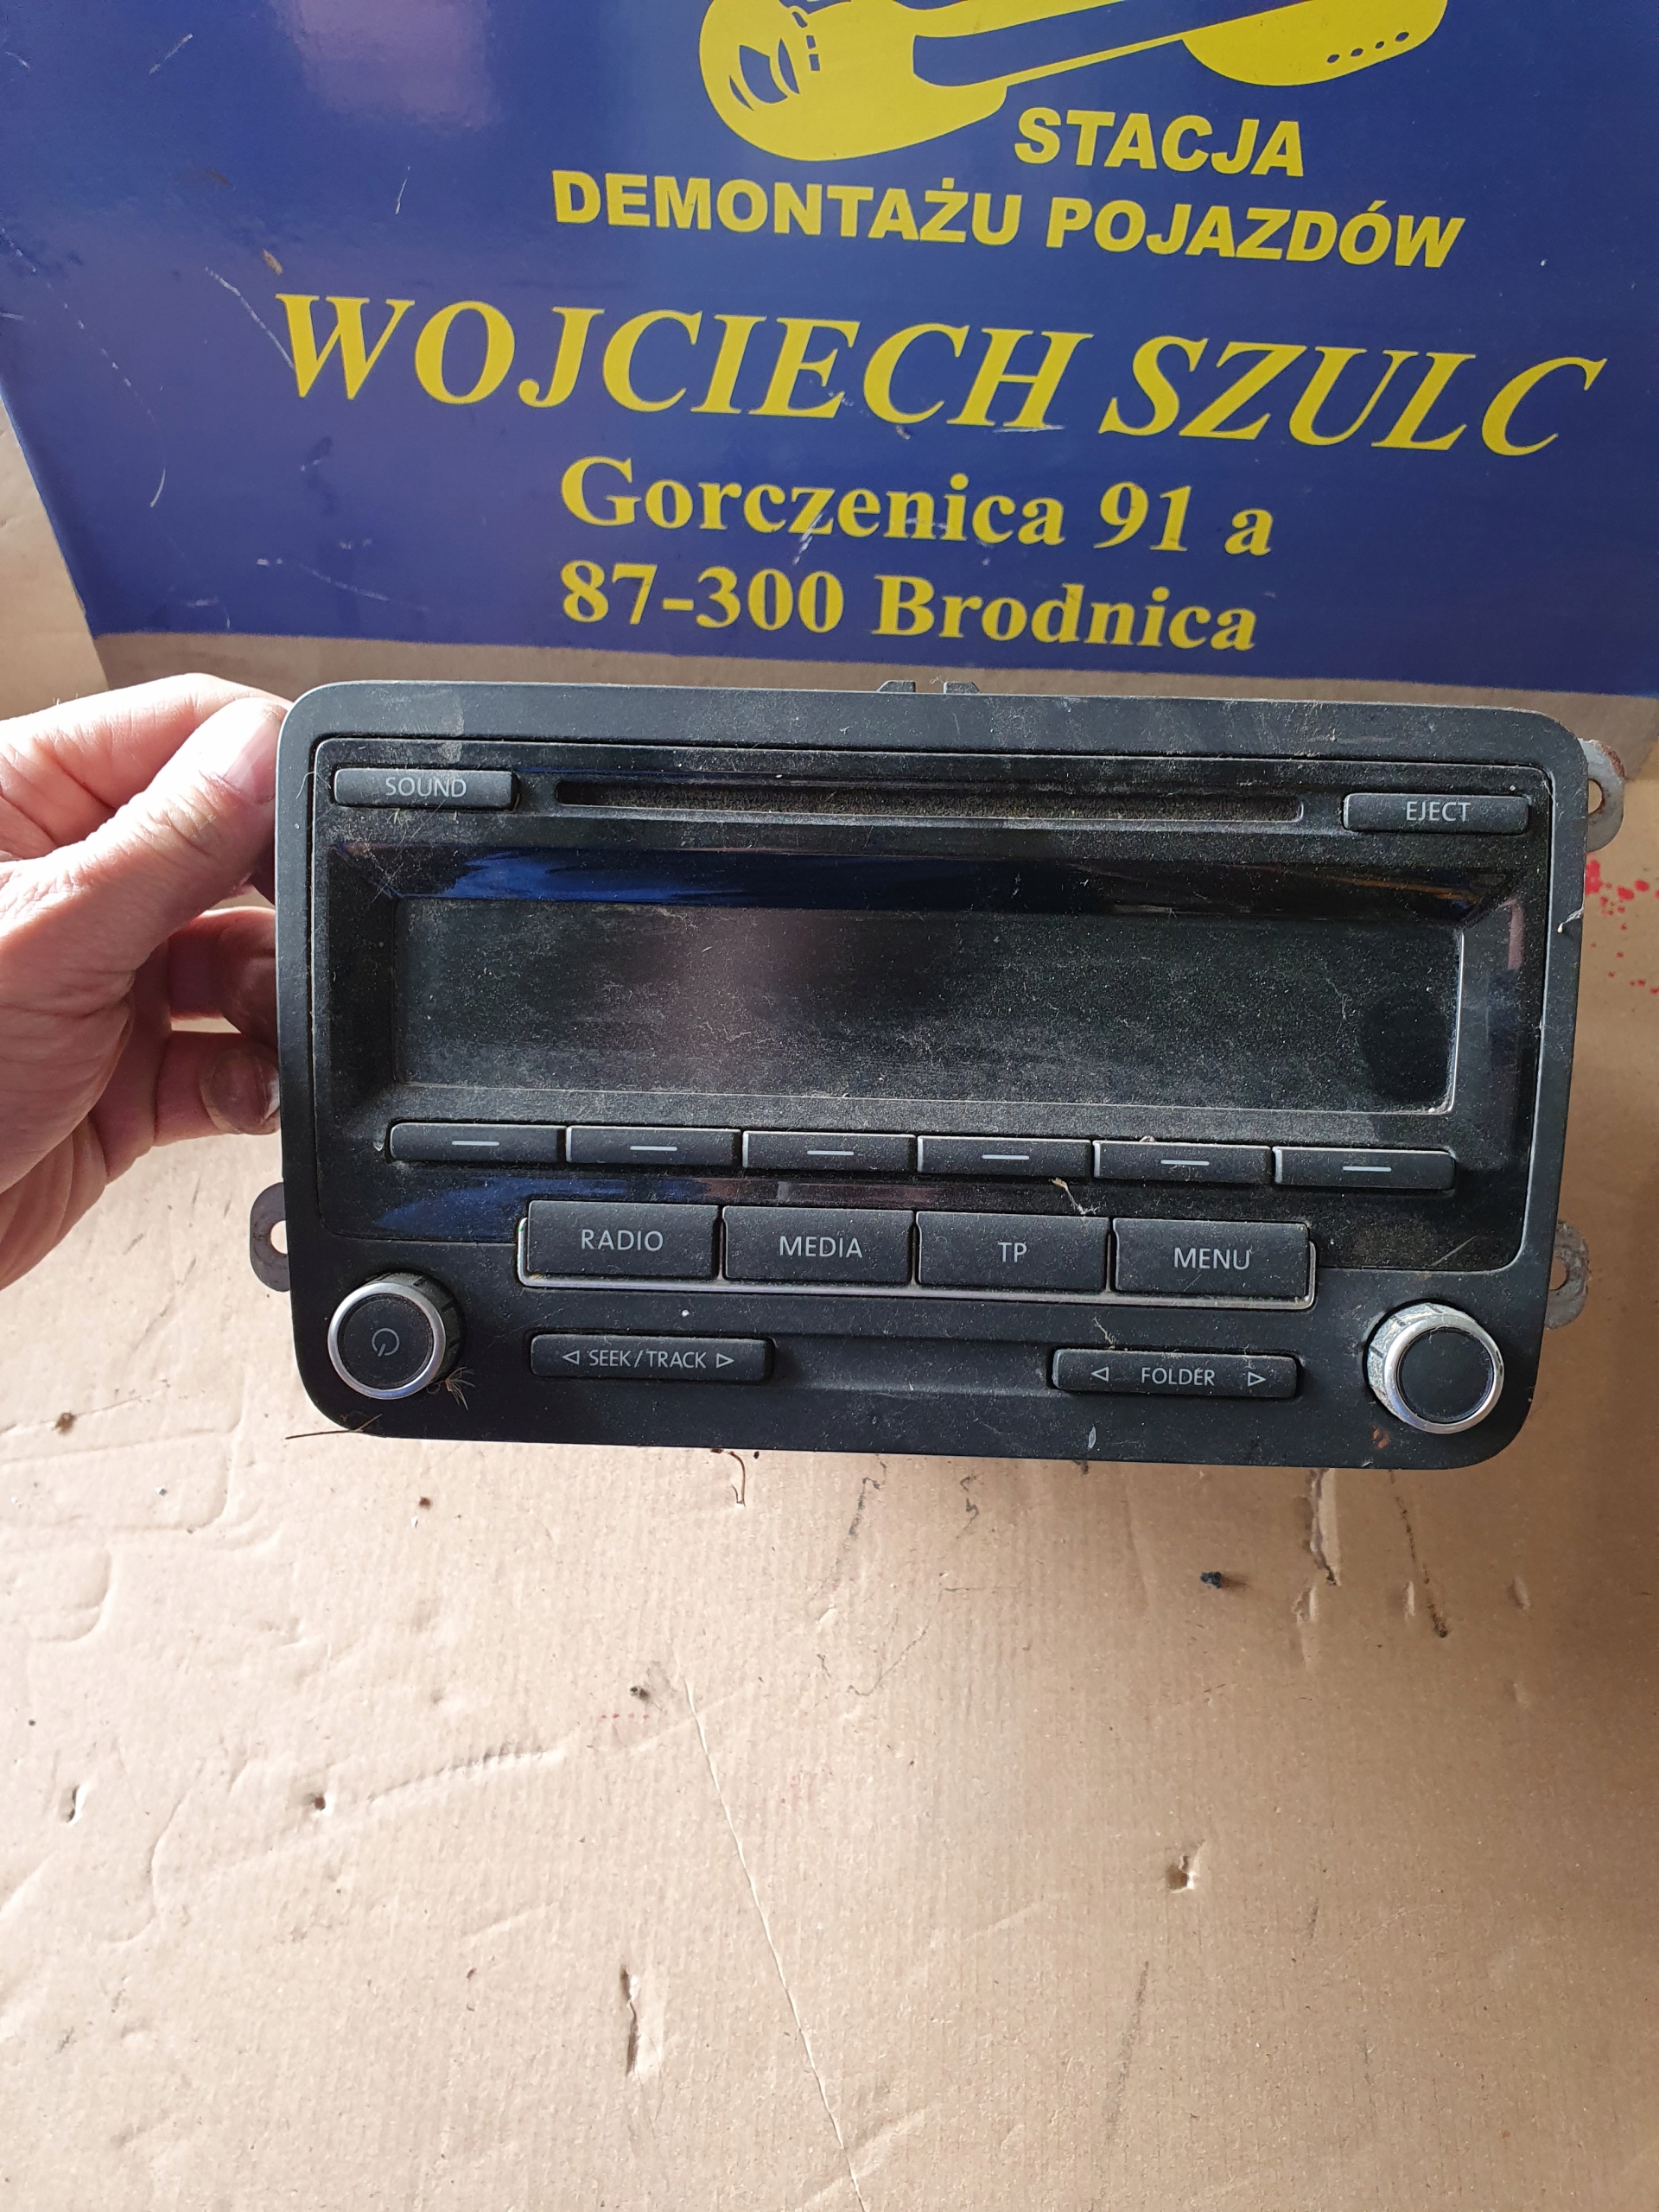 STACJA
DEMONTAŻU POJAZDÓW
WOJCIECH SZULC
Gorczenica 91 a
87-300 Brodnica
SOUND
EJECT
RADIO MEDIA TP MENU
SEEK/TRACK
FOLDER